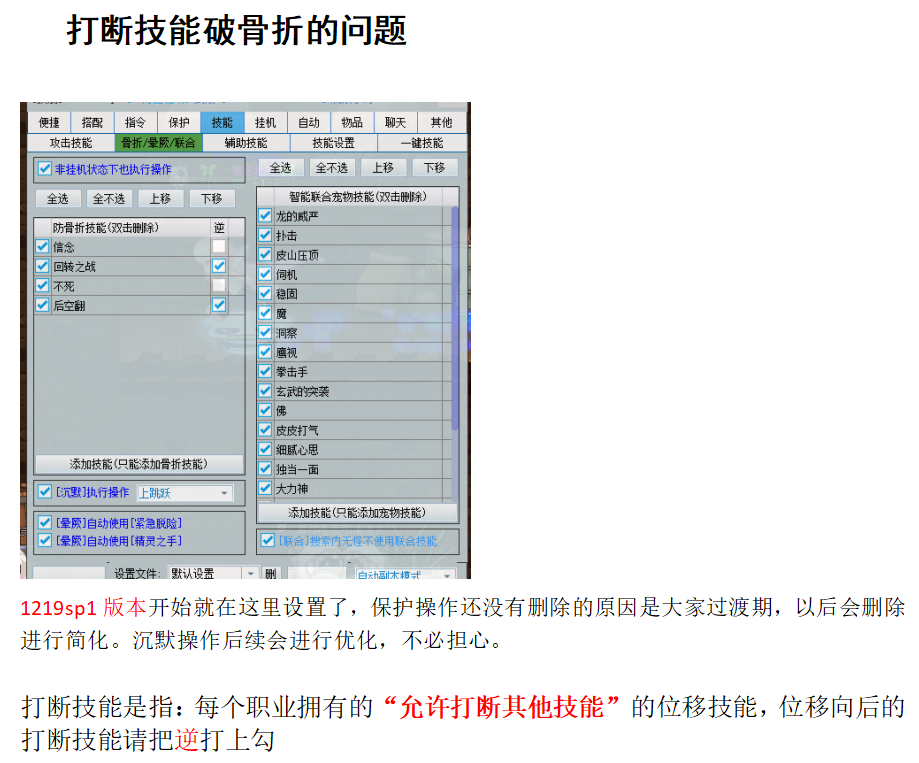 打断技能破骨折的问题
便捷 搭配 指令 保护 技能 挂机 自动 物品 聊天 其他
攻击技能 骨折/晕厥/联合 辅助技能 技能设置 一键技能
非挂机状态下也执行操作
全选 全不选 上移 下移
防骨折技能(双击删除) 逆
信念
回转之战
不死
后空翻
添加技能(只能添加骨折技能)
[沉默]执行操作 上跳跃
[晕厥]自动使用[紧急脱险]
[晕厥]自动使用[精灵之手]
全选 全不选 上移 下移
智能联合宠物技能(双击删除)
龙的威严
扑击
皮山压顶
伺机
稳固
魔
洞察
鹰视
拳击手
玄武的突袭
佛
皮皮打气
细腻心思
独当一面
大力神
添加技能(只能添加宠物技能)
[联合]搜索内无怪不使用联合技能
设置文件: 默认设置 删 自动副本模式
1219sp1 版本开始就在这里设置了，保护操作还没有删除的原因是大家过渡期，以后会删除
进行简化。沉默操作后续会进行优化，不必担心。
打断技能是指：每个职业拥有的“允许打断其他技能”的位移技能，位移向后的
打断技能请把逆打上勾